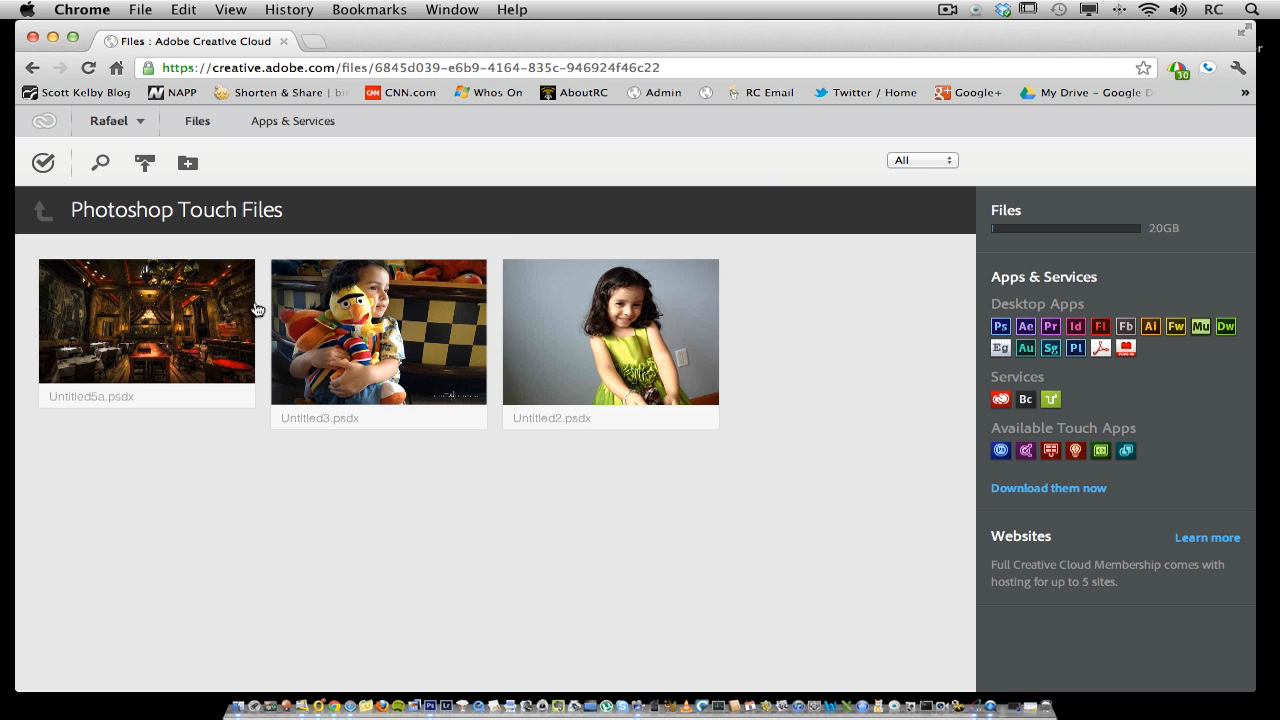 Chrome File Edit View History Bookmarks Window Help RC
Files : Adobe Creative Cloud
https://creative.adobe.com/files/6845d039-e6b9-4164-835c-946924f46c22
30
Scott Kelby Blog NAPP Shorten & Share | bi CNN.com Whos On AboutRC Admin RC Email Twitter / Home Google+ My Drive - Google D »
Rafael Files Apps & Services
All
Photoshop Touch Files
Untitled5a.psdx
Untitled3.psdx
Untitled2.psdx
Files
20GB
Apps & Services
Desktop Apps
Ps Ae Pr Id Fl Fb Ai Fw Mu Dw
Eg Au Sg Pl
Services
Bc
Available Touch Apps
Download them now
Websites Learn more
Full Creative Cloud Membership comes with
hosting for up to 5 sites.